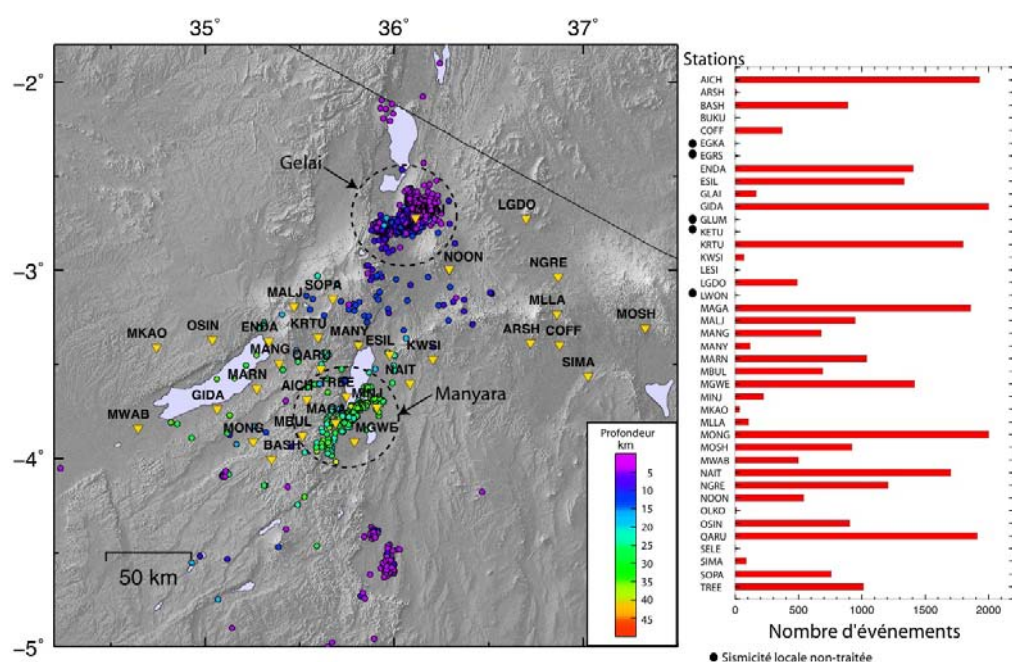 35°
36°
37°
−2°
−3°
−4°
−5°
Gelai
LGDO
NOON
NGRE
SOPA
MALJ
MLLA
MOSH
OSIN
ENDA
KRTU
MANY
ARSH
COFF
MKAO
MANG
QARU
ESIL
KWSI
SIMA
MARN
NAIT
AICH
TREE
MINJ
GIDA
MAGA
Manyara
MWAB
MONG
MBUL
MGWE
BASH
50 km
Profondeur
km
5
10
15
20
25
30
35
40
45
Stations
AICH
ARSH
BASH
BUKU
COFF
EGKA
EGRS
ENDA
ESIL
GLAI
GIDA
GLUM
KETU
KRTU
KWSI
LESI
LGDO
LWON
MAGA
MALJ
MANG
MANY
MARN
MBUL
MGWE
MINJ
MKAO
MLLA
MONG
MOSH
MWAB
NAIT
NGRE
NOON
OLKO
OSIN
QARU
SELE
SIMA
SOPA
TREE
0 500 1000 1500 2000
Nombre d'événements
Sismicité locale non-traitée